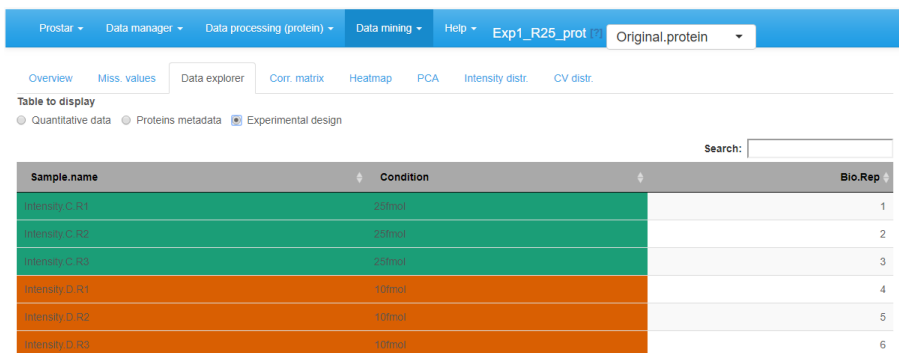 Prostar Data manager Data processing (protein) Data mining Help Exp1_R25_prot [?] Original.protein
Overview Miss. values Data explorer Corr. matrix Heatmap PCA Intensity distr. CV distr.
Table to display
Quantitative data Proteins metadata Experimental design
Search:
Sample.name Condition Bio.Rep
Intensity.C.R1 25fmol 1
Intensity.C.R2 25fmol 2
Intensity.C.R3 25fmol 3
Intensity.D.R1 10fmol 4
Intensity.D.R2 10fmol 5
Intensity.D.R3 10fmol 6